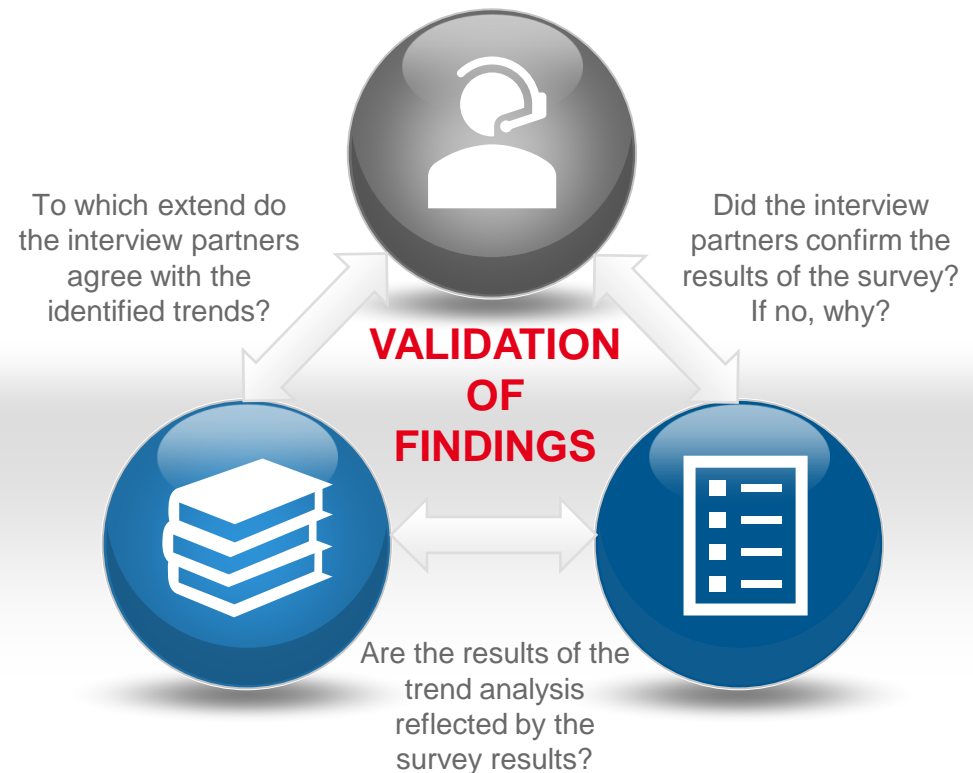 To which extend do
the interview partners
agree with the
identified trends?
Did the interview
partners confirm the
results of the survey?
If no, why?
VALIDATION
OF
FINDINGS
Are the results of the
trend analysis
reflected by the
survey results?